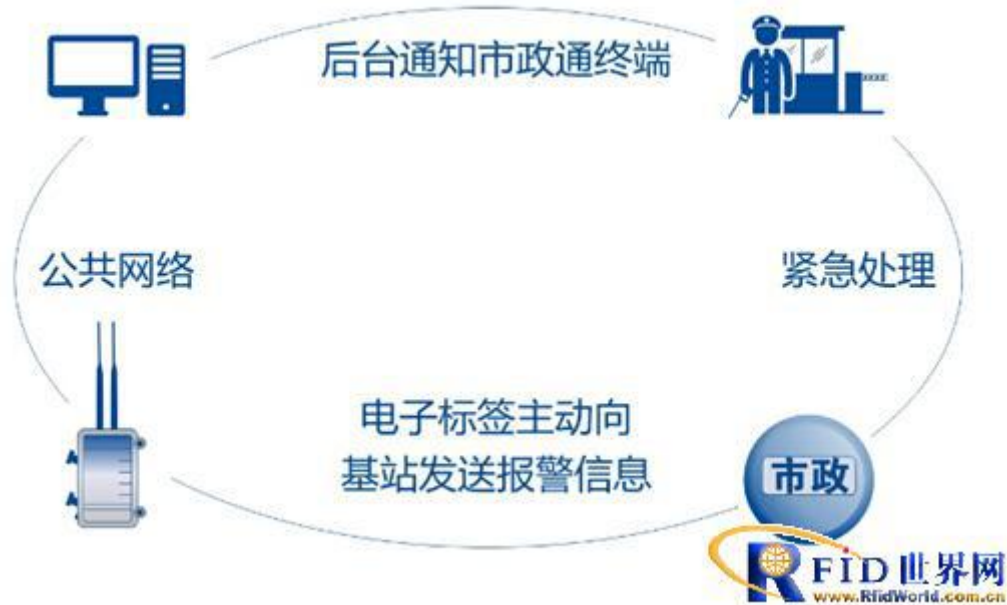 后台通知市政通终端
公共网络
紧急处理
电子标签主动向
基站发送报警信息
市政
RFID世界网
www.RfidWorld.com.cn